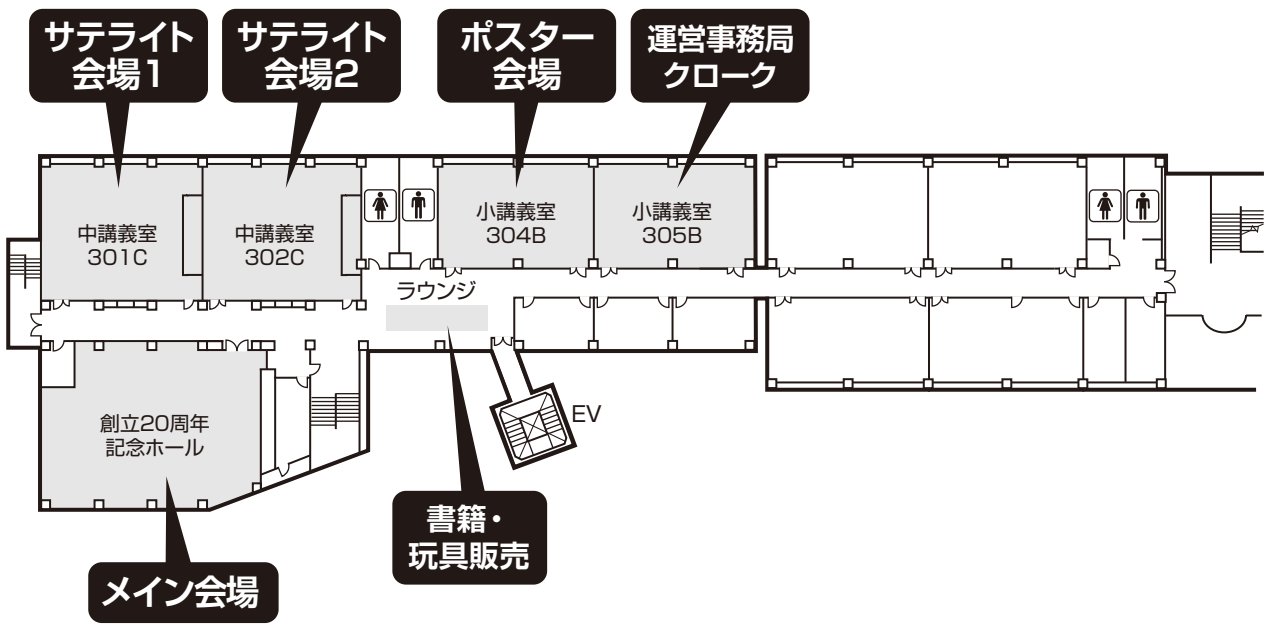 サテライト
会場1
サテライト
会場2
ポスター
会場
運営事務局
クローク
中講義室
301C
中講義室
302C
小講義室
304B
小講義室
305B
ラウンジ
創立20周年
記念ホール
EV
書籍・
玩具販売
メイン会場